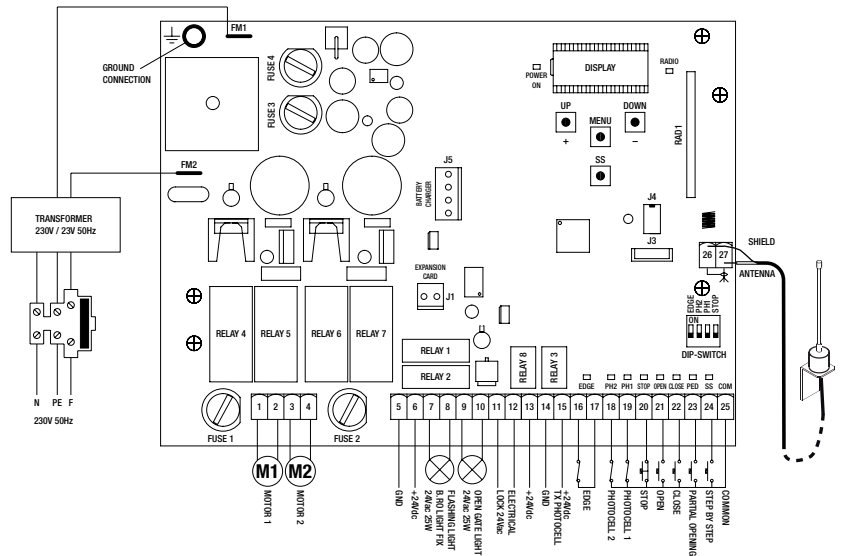 FM1
GROUND
CONNECTION
FUSE 4
FUSE 3
DISPLAY
POWER
ON
RADIO
UP
+
MENU
DOWN
−
SS
RAD1
FM2
J5
BATTERY
CHARGER
J4
J3
TRANSFORMER
230V / 23V 50Hz
SHIELD
26 27
ANTENNA
EXPANSION
CARD
J1
EDGE
PH2
PH1
STOP
ON
DIP-SWITCH
RELAY 4
RELAY 5
RELAY 6
RELAY 7
RELAY 1
RELAY 2
RELAY 8
RELAY 3
EDGE PH2 PH1 STOP OPEN CLOSE PED SS COM
N PE F
230V 50Hz
FUSE 1
1 2 3 4
FUSE 2
5 6 7 8 9 10 11 12 13 14 15 16 17 18 19 20 21 22 23 24 25
M1
M2
MOTOR 1
MOTOR 2
GND
+24Vdc
24Vac 25W
B.RO LIGHT FIX
FLASHING LIGHT
24Vac 25W
OPEN GATE LIGHT
LOCK 24Vac
ELECTRICAL
+24Vdc
GND
TX PHOTOCELL
+24Vdc
EDGE
PHOTOCELL 2
PHOTOCELL 1
STOP
OPEN
CLOSE
PARTIAL OPENING
STEP BY STEP
COMMON